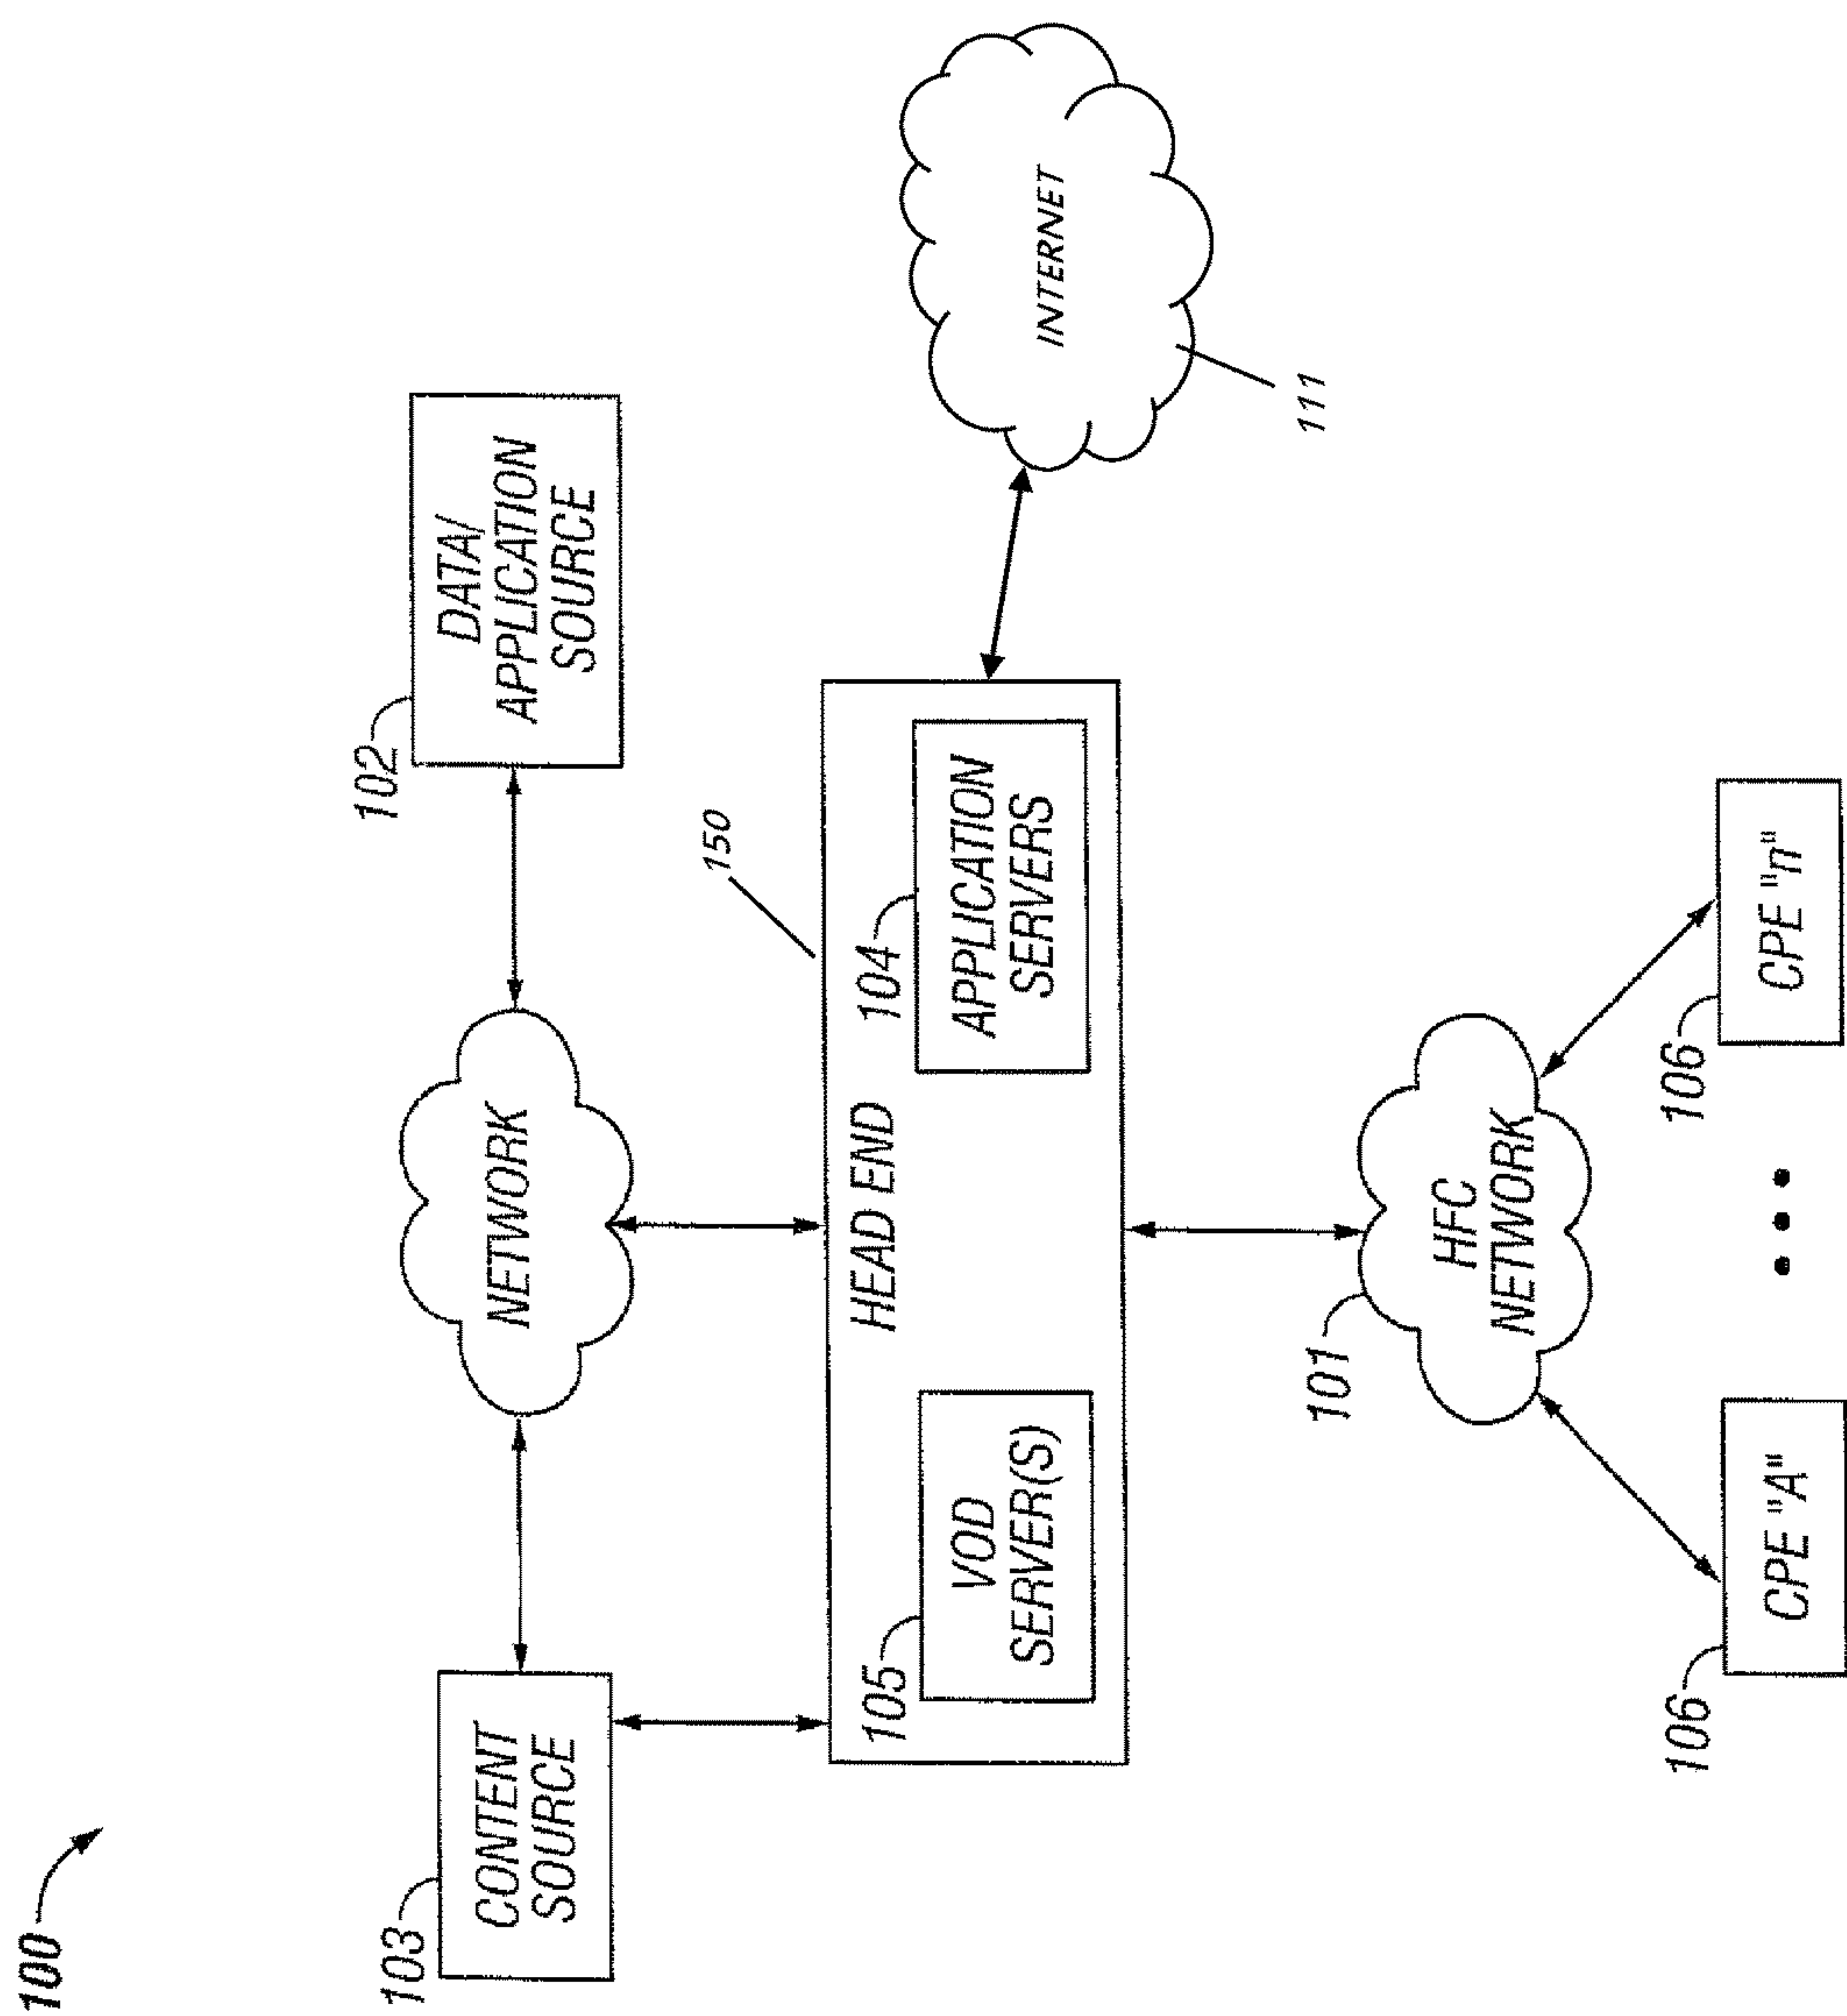 100
103
CONTENT
SOURCE
NETWORK
102
DATA/
APPLICATION
SOURCE
150
HEAD END
105
VOD
SERVER(S)
104
APPLICATION
SERVERS
INTERNET
111
101
HFC
NETWORK
106
CPE "A"
106
CPE "n"